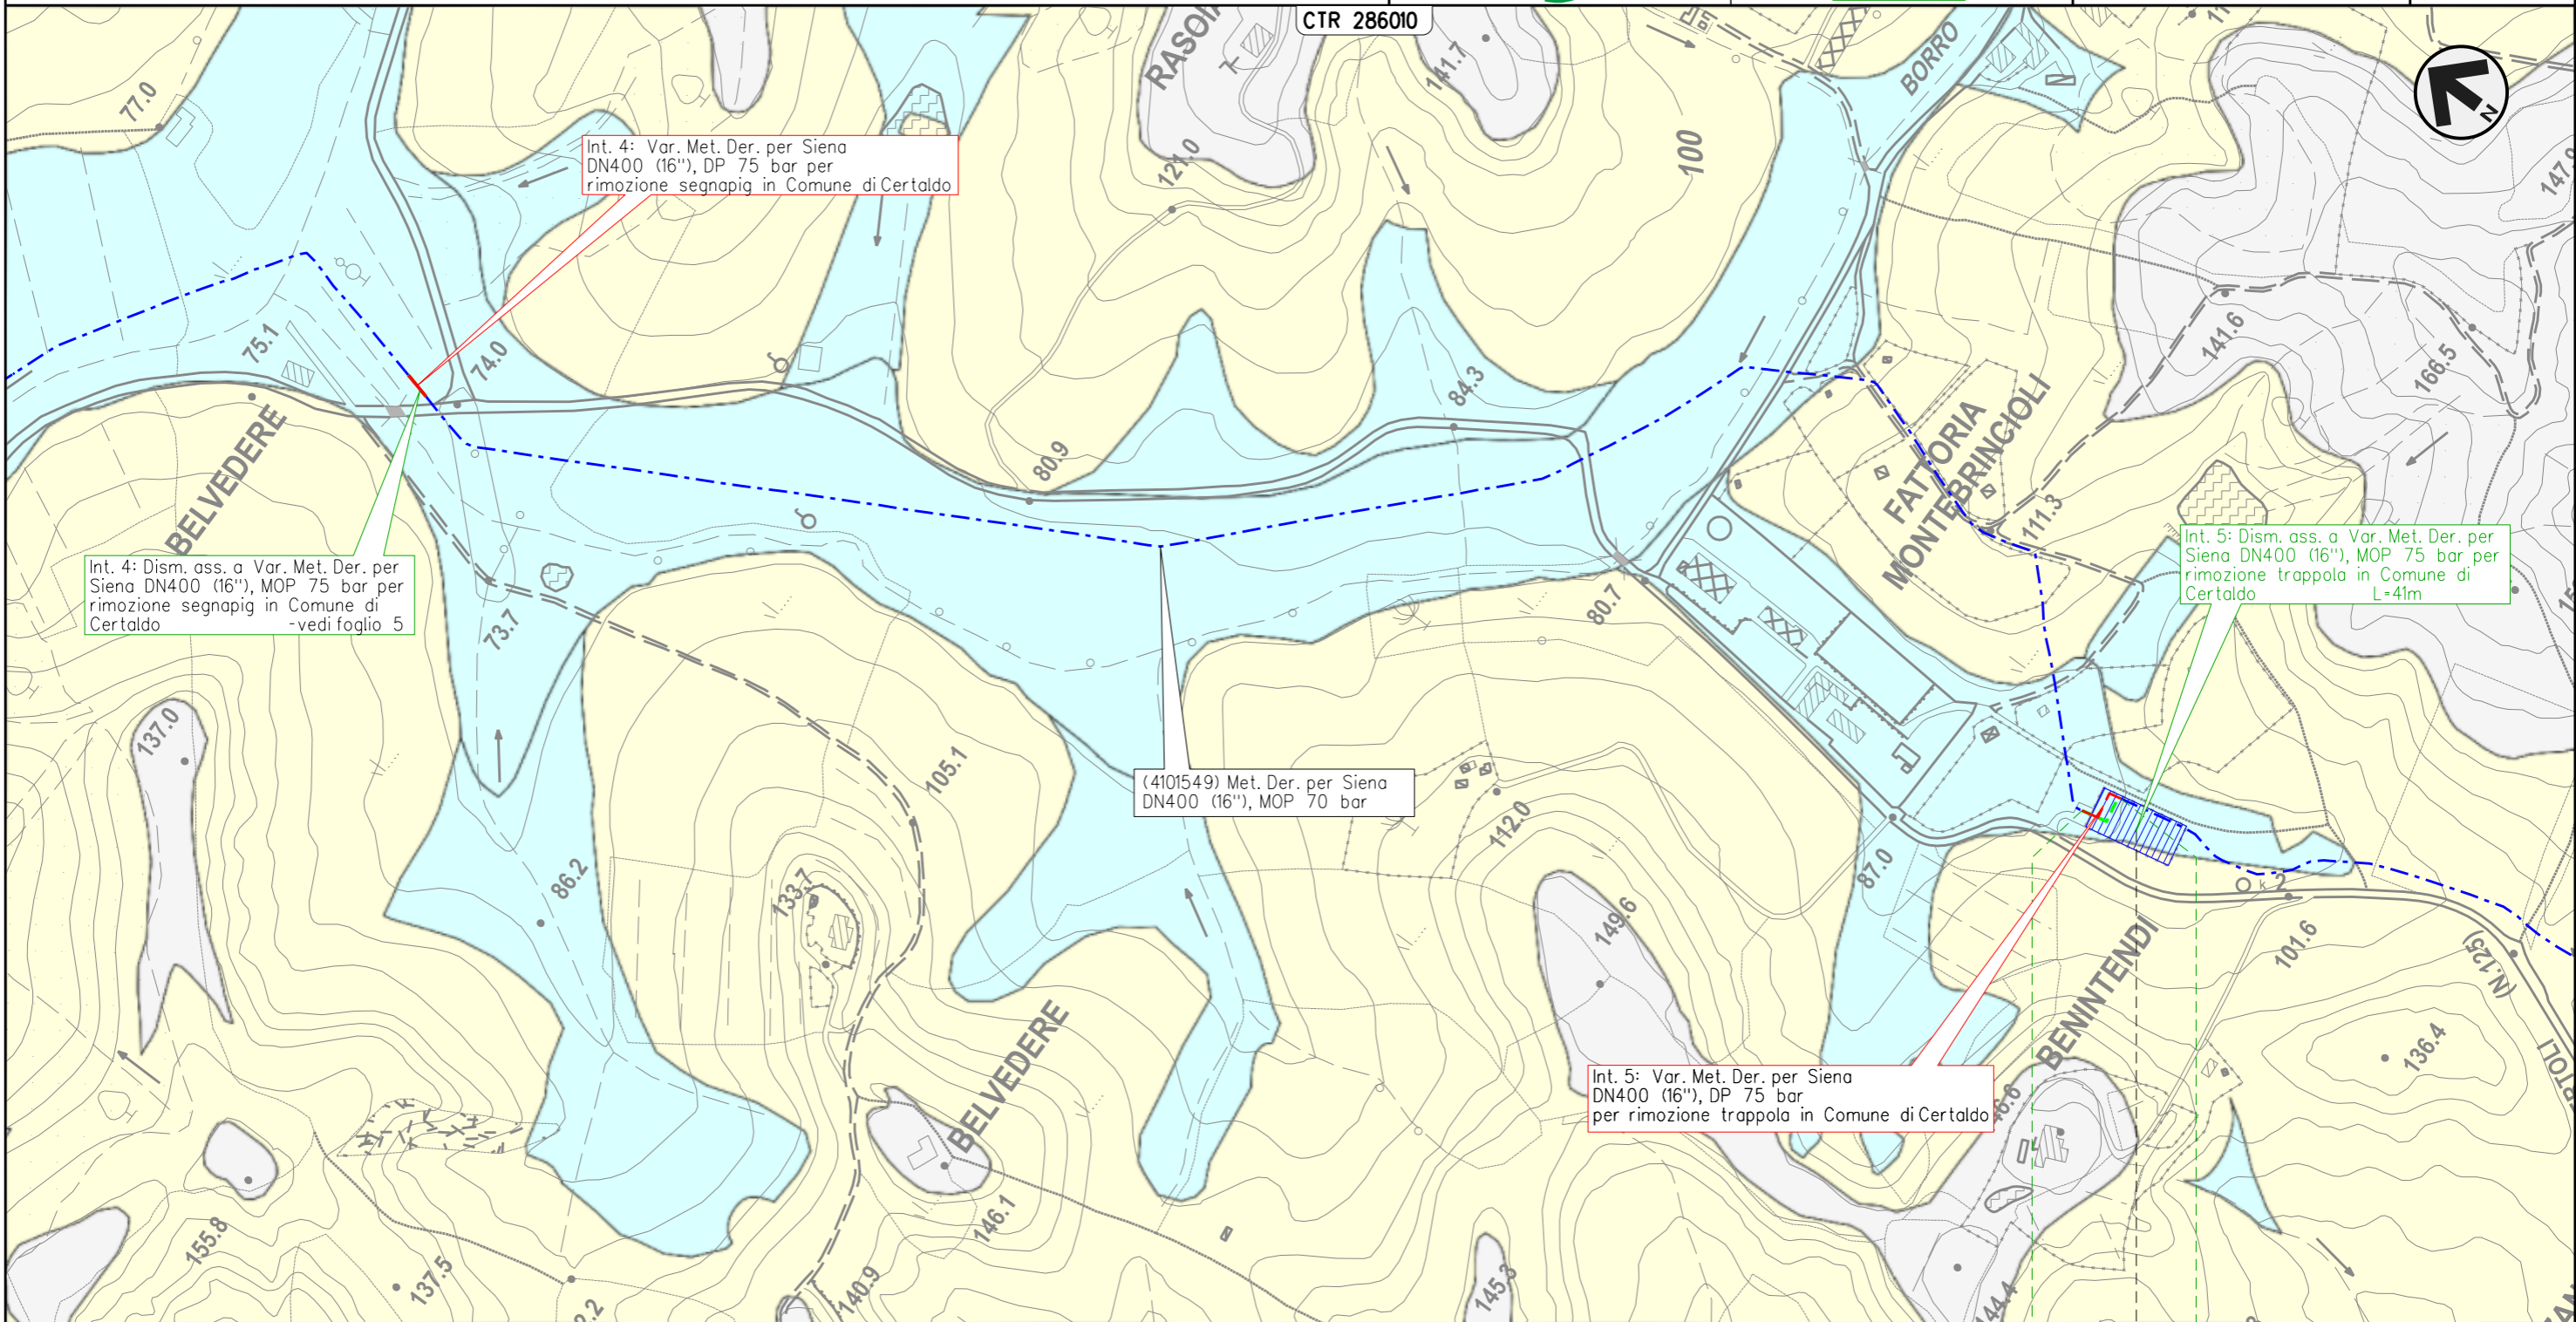 CTR 286010
RASOIA
BORRO
N
77.0
141.7
121.0
100
147.0
Int. 4: Var. Met. Der. per Siena
DN400 (16"), DP 75 bar per
rimozione segnapig in Comune di Certaldo
75.1
74.0
84.3
80.9
141.6
166.5
BELVEDERE
FATTORIA
MONTEBRINCIOLI
111.3
Int. 4: Dism. ass. a Var. Met. Der. per
Siena DN400 (16"), MOP 75 bar per
rimozione segnapig in Comune di
Certaldo -vedi foglio 5
Int. 5: Dism. ass. a Var. Met. Der. per
Siena DN400 (16"), MOP 75 bar per
rimozione trappola in Comune di
Certaldo L=41m
73.7
80.7
137.0
105.1
(4101549) Met. Der. per Siena
DN400 (16"), MOP 70 bar
112.0
87.0
86.2
133.7
149.6
k 2
101.6
(N.125)
BENINTENDI
136.4
BELVEDERE
Int. 5: Var. Met. Der. per Siena
DN400 (16"), DP 75 bar
per rimozione trappola in Comune di Certaldo
155.8
137.5
146.1
140.9
145.3
144.4